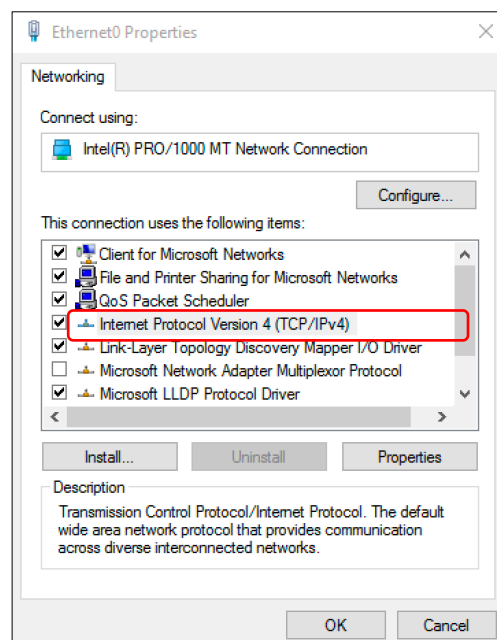 Ethernet0 Properties
Networking
Connect using:
Intel(R) PRO/1000 MT Network Connection
Configure...
This connection uses the following items:
Client for Microsoft Networks
File and Printer Sharing for Microsoft Networks
QoS Packet Scheduler
Internet Protocol Version 4 (TCP/IPv4)
Link-Layer Topology Discovery Mapper I/O Driver
Microsoft Network Adapter Multiplexor Protocol
Microsoft LLDP Protocol Driver
Install...
Uninstall
Properties
Description
Transmission Control Protocol/Internet Protocol. The default
wide area network protocol that provides communication
across diverse interconnected networks.
OK
Cancel